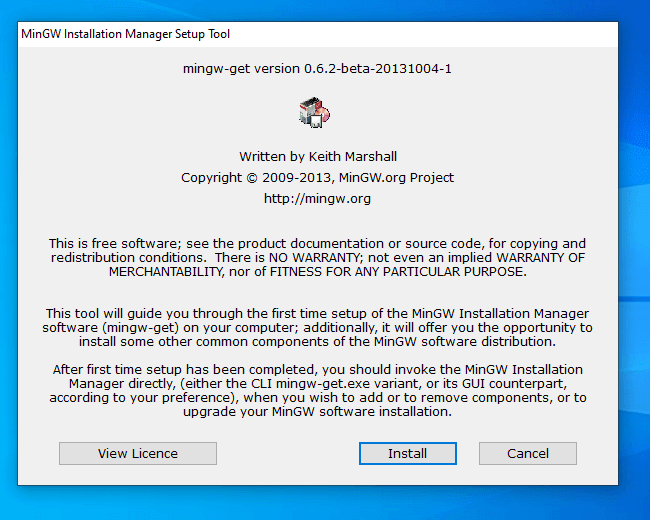 MinGW Installation Manager Setup Tool
mingw-get version 0.6.2-beta-20131004-1
Written by Keith Marshall
Copyright © 2009-2013, MinGW.org Project
http://mingw.org
This is free software; see the product documentation or source code, for copying and
redistribution conditions.  There is NO WARRANTY; not even an implied WARRANTY OF
MERCHANTABILITY, nor of FITNESS FOR ANY PARTICULAR PURPOSE.
This tool will guide you through the first time setup of the MinGW Installation Manager
software (mingw-get) on your computer; additionally, it will offer you the opportunity to
install some other common components of the MinGW software distribution.
After first time setup has been completed, you should invoke the MinGW Installation
Manager directly, (either the CLI mingw-get.exe variant, or its GUI counterpart,
according to your preference), when you wish to add or to remove components, or to
upgrade your MinGW software installation.
View Licence
Install
Cancel